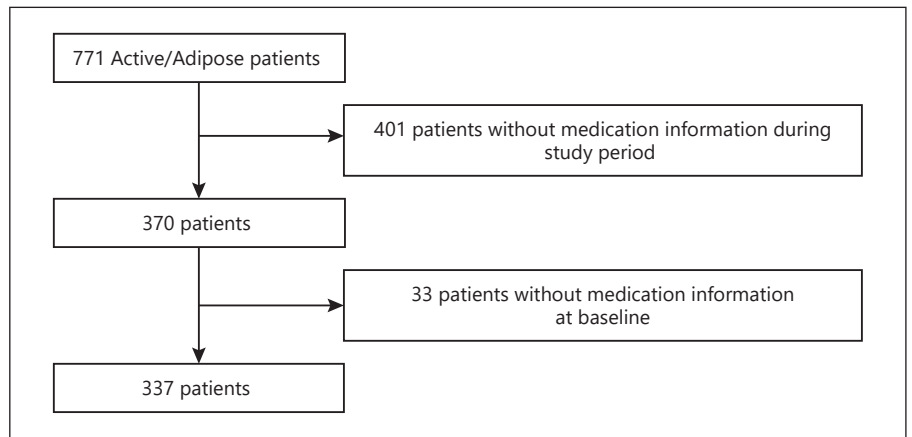 771 Active/Adipose patients
401 patients without medication information during
study period
370 patients
33 patients without medication information
at baseline
337 patients